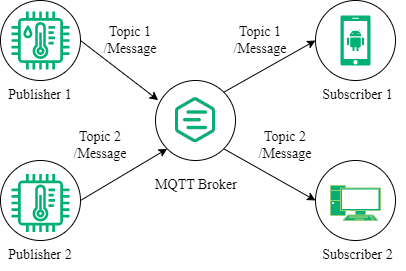 Topic 1
/Message
Topic 1
/Message
Publisher 1
Subscriber 1
Topic 2
/Message
Topic 2
/Message
MQTT Broker
Publisher 2
Subscriber 2